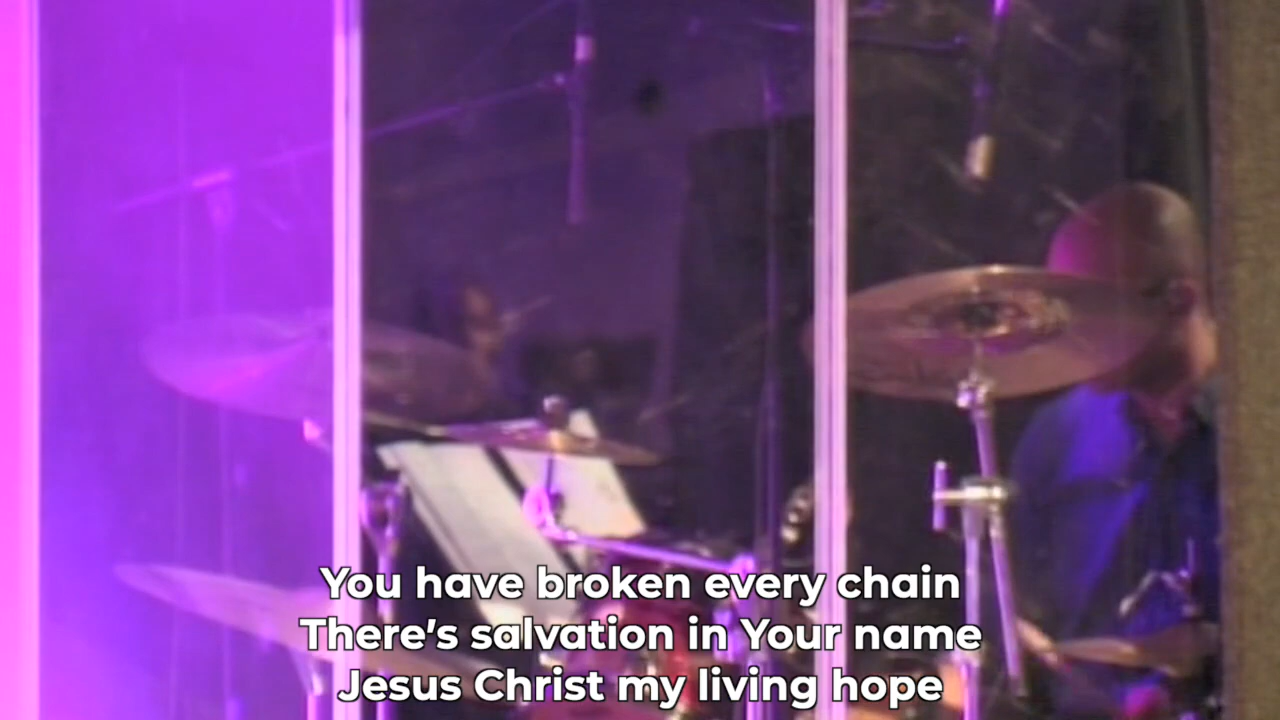 You have broken every chain
There's salvation in Your name
Jesus Christ my living hope